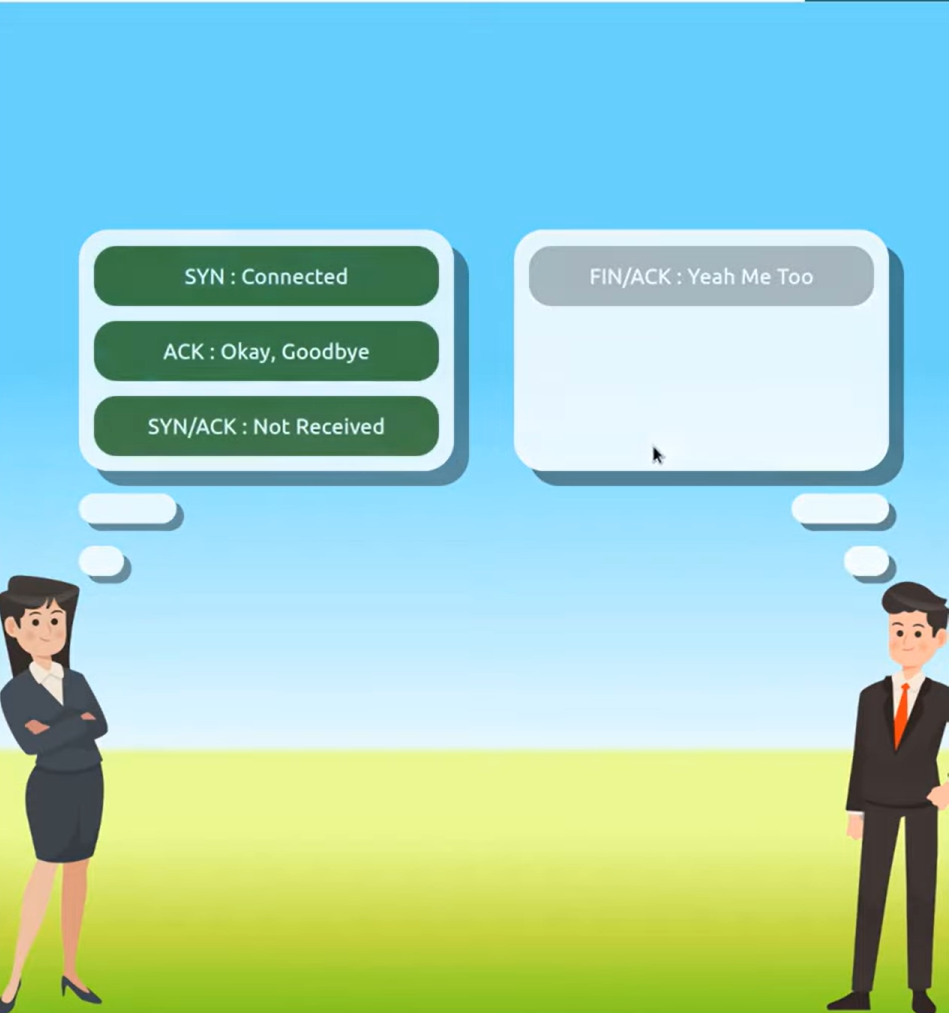 SYN : Connected
ACK : Okay, Goodbye
SYN/ACK : Not Received
FIN/ACK : Yeah Me Too